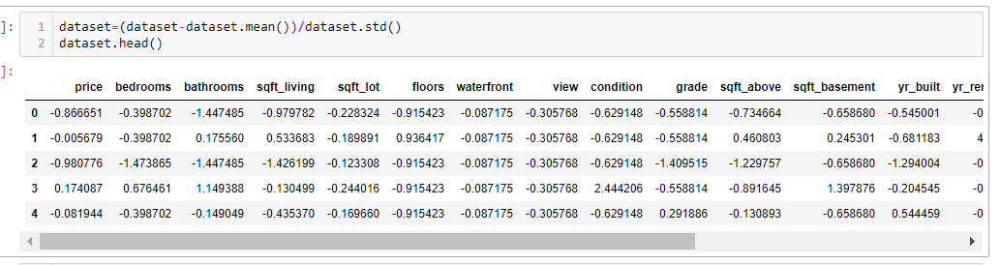 ]:
1 dataset=(dataset-dataset.mean())/dataset.std()
2 dataset.head()
]:
price bedrooms bathrooms sqft_living sqft_lot floors waterfront view condition grade sqft_above sqft_basement yr_built yr_ren
0 -0.866651 -0.398702 -1.447485 -0.979782 -0.228324 -0.915423 -0.087175 -0.305768 -0.629148 -0.558814 -0.734664 -0.658680 -0.545001 -0
1 -0.005679 -0.398702 0.175560 0.533683 -0.189891 0.936417 -0.087175 -0.305768 -0.629148 -0.558814 0.460803 0.245301 -0.681183 4
2 -0.980776 -1.473865 -1.447485 -1.426199 -0.123308 -0.915423 -0.087175 -0.305768 -0.629148 -1.409515 -1.229757 -0.658680 -1.294004 -0
3 0.174087 0.676461 1.149388 -0.130499 -0.244016 -0.915423 -0.087175 -0.305768 2.444206 -0.558814 -0.891645 1.397876 -0.204545 -0
4 -0.081944 -0.398702 -0.149049 -0.435370 -0.169660 -0.915423 -0.087175 -0.305768 -0.629148 0.291886 -0.130893 -0.658680 0.544459 -0